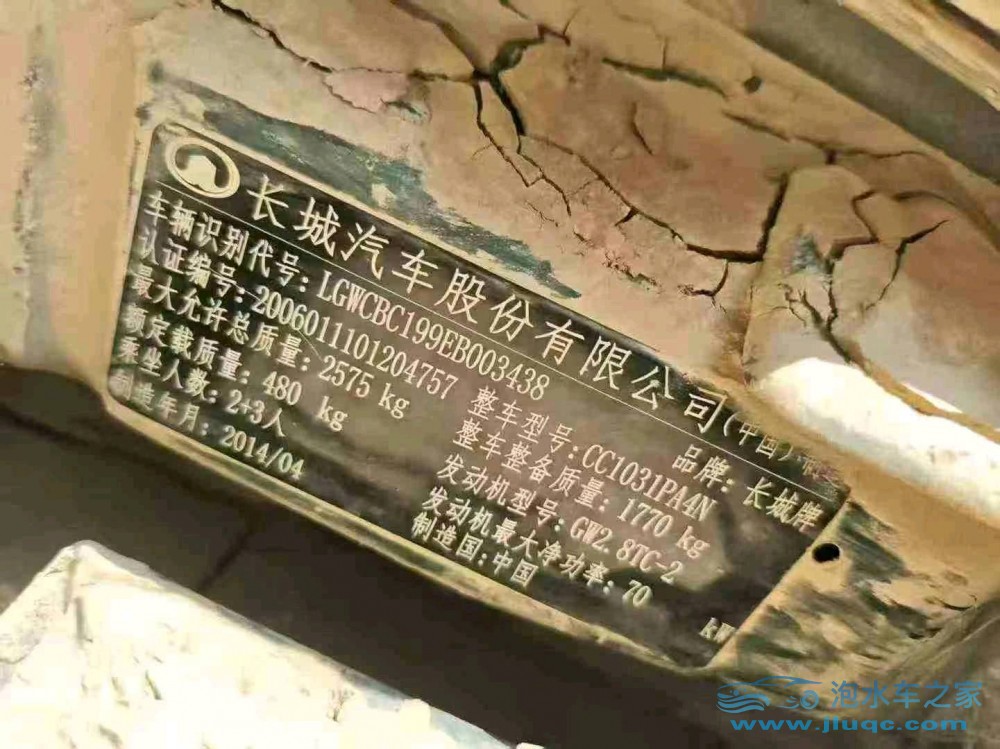 长城汽车股份有限公司(中国)制造
车辆识别代号:LGWCBC199EB003438 品牌:长城牌
认证编号:2006011101204757 整车型号:CC1031PA4N
最大允许总质量:2575 kg 整车整备质量:1770 kg
额定载质量:480 kg 发动机型号:GW2.8TC-2
乘坐人数:2+3人 发动机最大净功率:70 kW
制造年月:2014/04 制造国:中国
泡水车之家
www.jiuqc.com